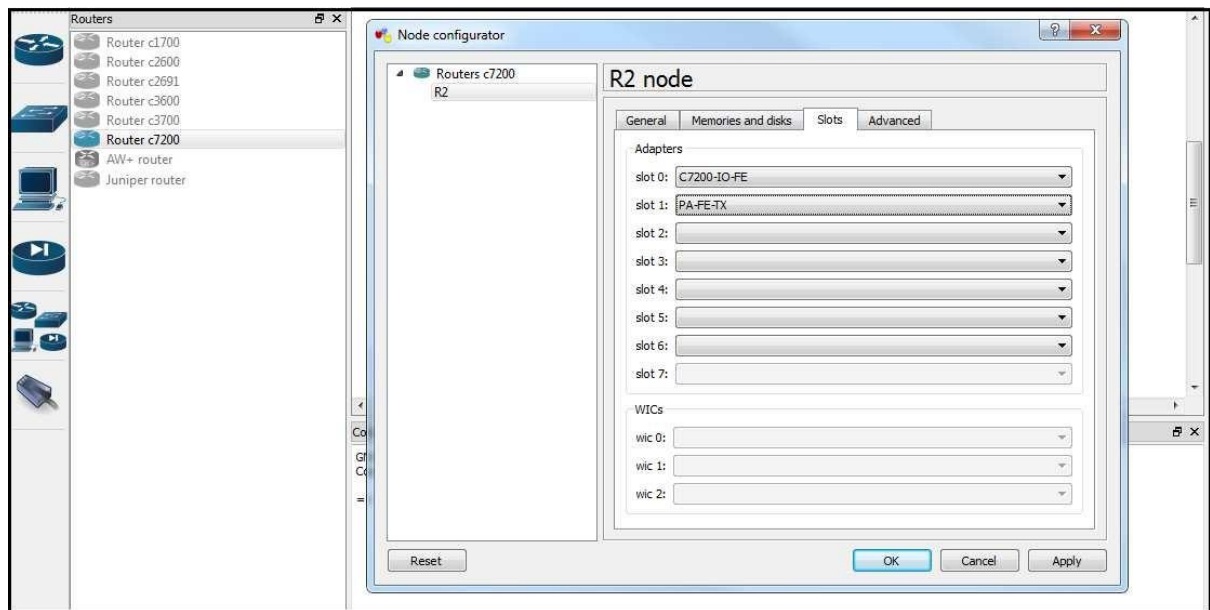 Routers
Router c1700
Router c2600
Router c2691
Router c3600
Router c3700
Router c7200
AW+ router
Juniper router
Node configurator
Routers c7200
R2
R2 node
General Memories and disks Slots Advanced
Adapters
slot 0: C7200-IO-FE
slot 1: PA-FE-TX
slot 2:
slot 3:
slot 4:
slot 5:
slot 6:
slot 7:
WICs
wic 0:
wic 1:
wic 2:
Reset OK Cancel Apply
Co
GN
Co
=